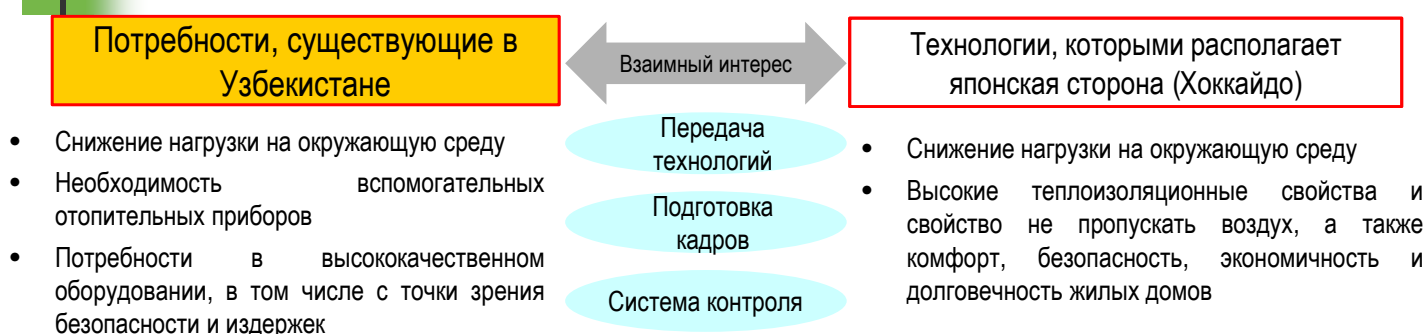 Потребности, существующие в
Узбекистане
Взаимный интерес
Технологии, которыми располагает
японская сторона (Хоккайдо)
• Снижение нагрузки на окружающую среду
• Необходимость вспомогательных
отопительных приборов
• Потребности в высококачественном
оборудовании, в том числе с точки зрения
безопасности и издержек
Передача
технологий
Подготовка
кадров
Система контроля
• Снижение нагрузки на окружающую среду
• Высокие теплоизоляционные свойства и
свойство не пропускать воздух, а также
комфорт, безопасность, экономичность и
долговечность жилых домов